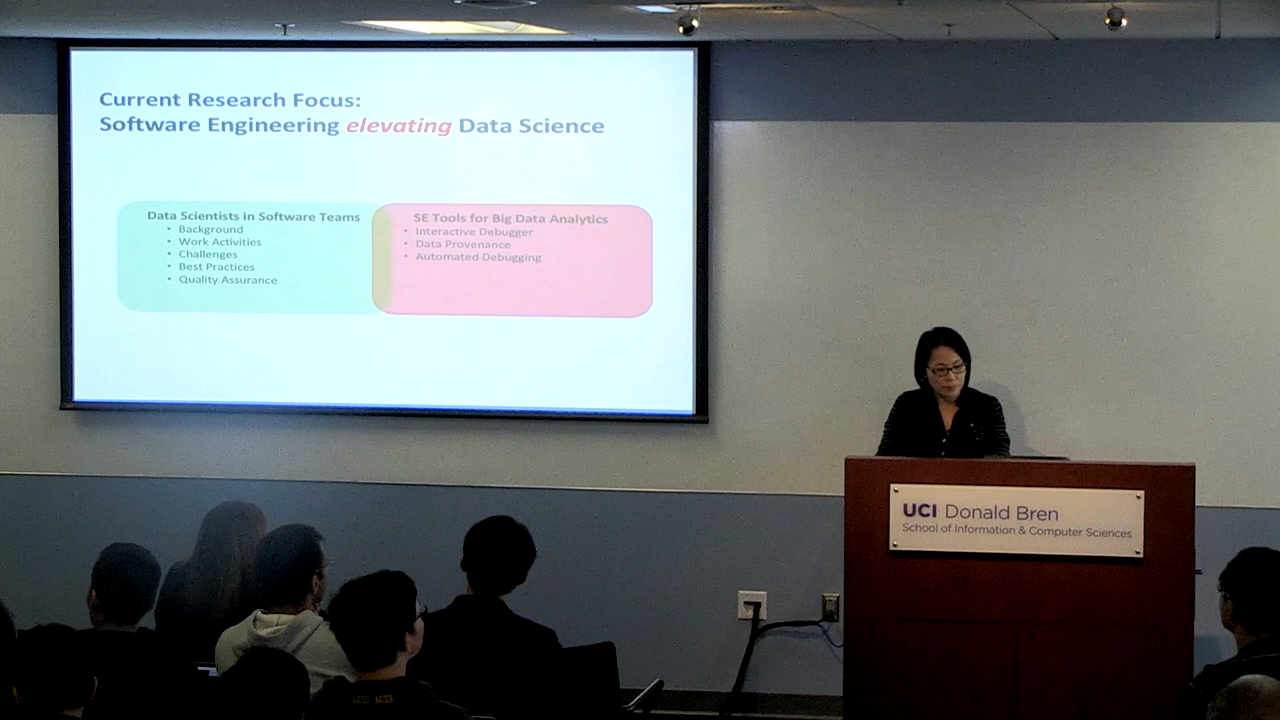 Current Research Focus:
Software Engineering elevating Data Science
Data Scientists in Software Teams
• Background
• Work Activities
• Challenges
• Best Practices
• Quality Assurance
SE Tools for Big Data Analytics
• Interactive Debugger
• Data Provenance
• Automated Debugging
UCI Donald Bren
School of Information & Computer Sciences